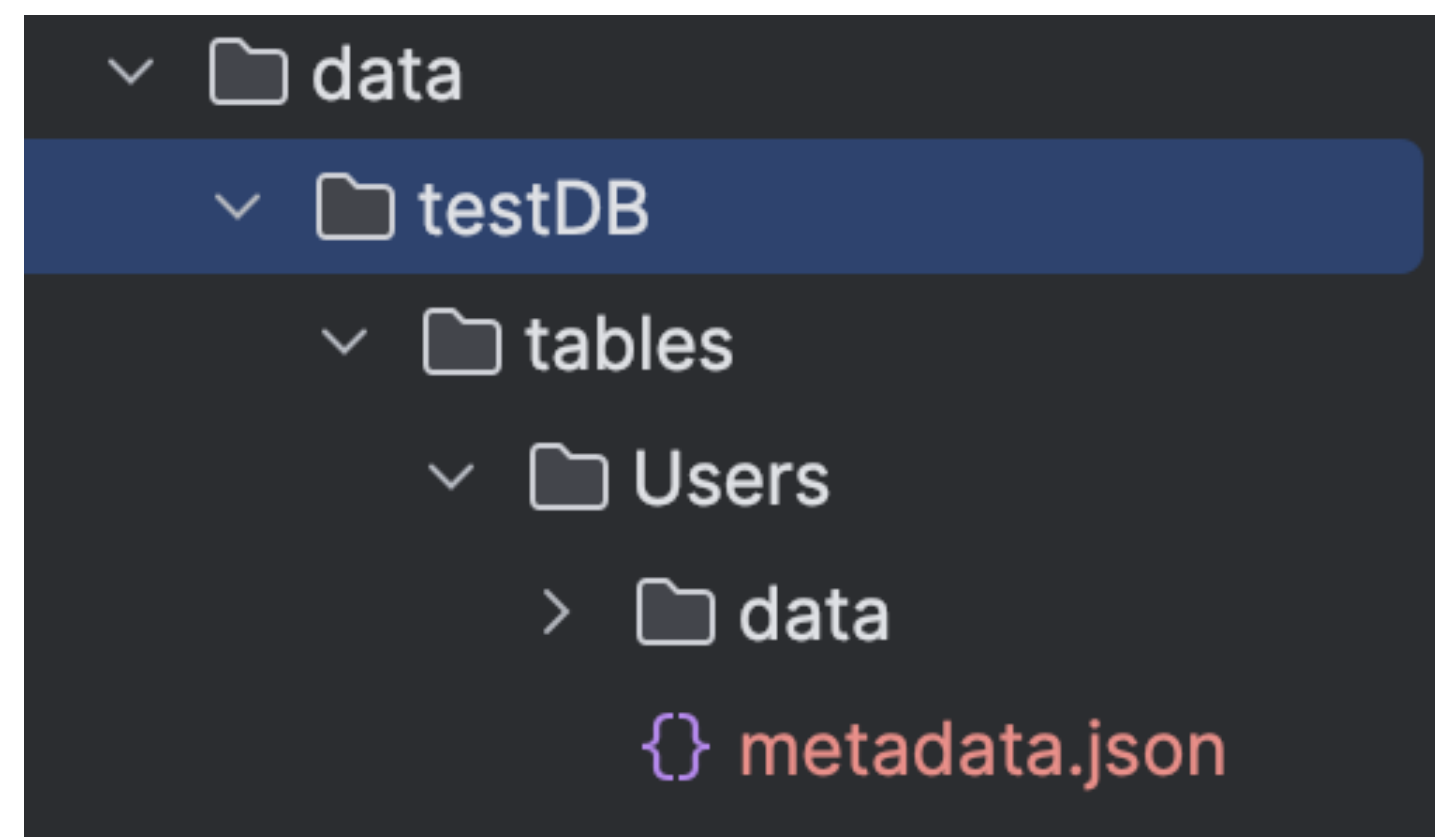 data
testDB
tables
Users
data
{} metadata.json